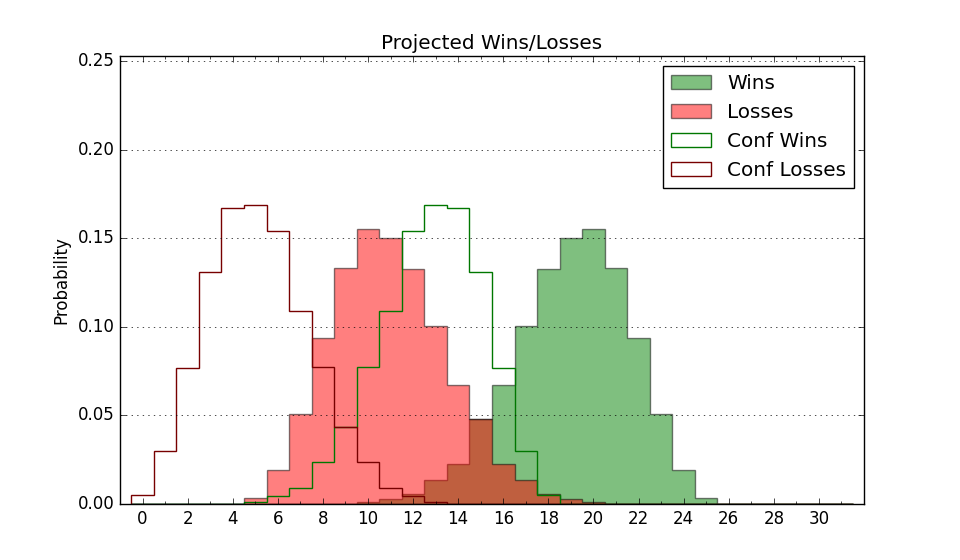 Projected Wins/Losses
0.25
0.20
0.15
0.10
0.05
0.00
Probability
Wins
Losses
Conf Wins
Conf Losses
0 2 4 6 8 10 12 14 16 18 20 22 24 26 28 30